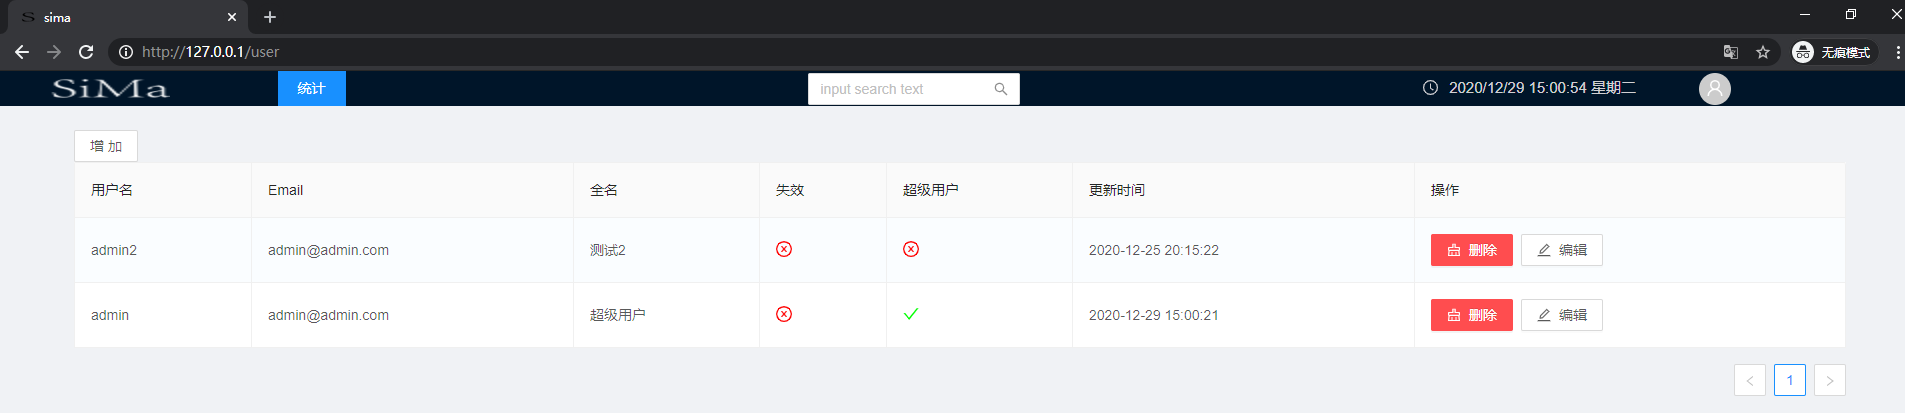 S sima
http://127.0.0.1/user 无痕模式
SiMa 统计 input search text 2020/12/29 15:00:54 星期二
增 加
用户名 Email 全名 失效 超级用户 更新时间 操作
admin2 admin@admin.com 测试2 2020-12-25 20:15:22 删除 编辑
admin admin@admin.com 超级用户 2020-12-29 15:00:21 删除 编辑
1